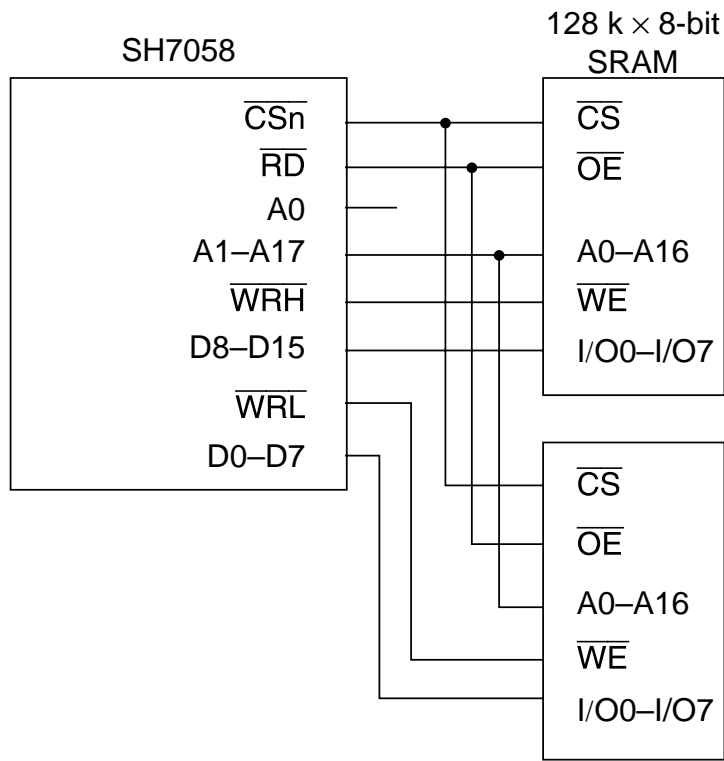 SH7058
CSn
RD
A0
A1–A17
WRH
D8–D15
WRL
D0–D7
128 k × 8-bit
SRAM
CS
OE
A0–A16
WE
I/O0–I/O7
CS
OE
A0–A16
WE
I/O0–I/O7